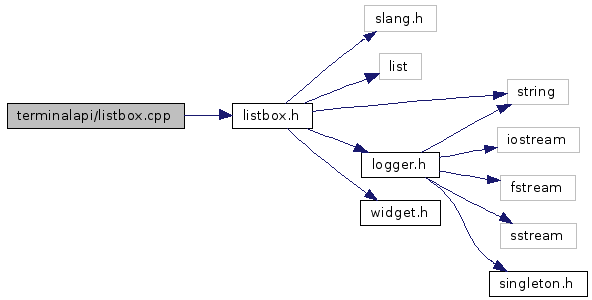 slang.h
list
string
terminalapi/listbox.cpp
listbox.h
iostream
logger.h
fstream
widget.h
sstream
singleton.h